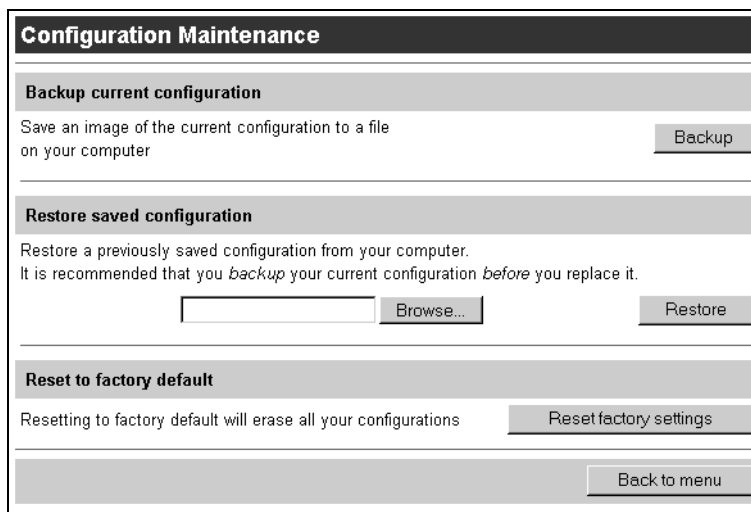 Configuration Maintenance
Backup current configuration
Save an image of the current configuration to a file
on your computer
Backup
Restore saved configuration
Restore a previously saved configuration from your computer.
It is recommended that you backup your current configuration before you replace it.
Browse...
Restore
Reset to factory default
Resetting to factory default will erase all your configurations
Reset factory settings
Back to menu